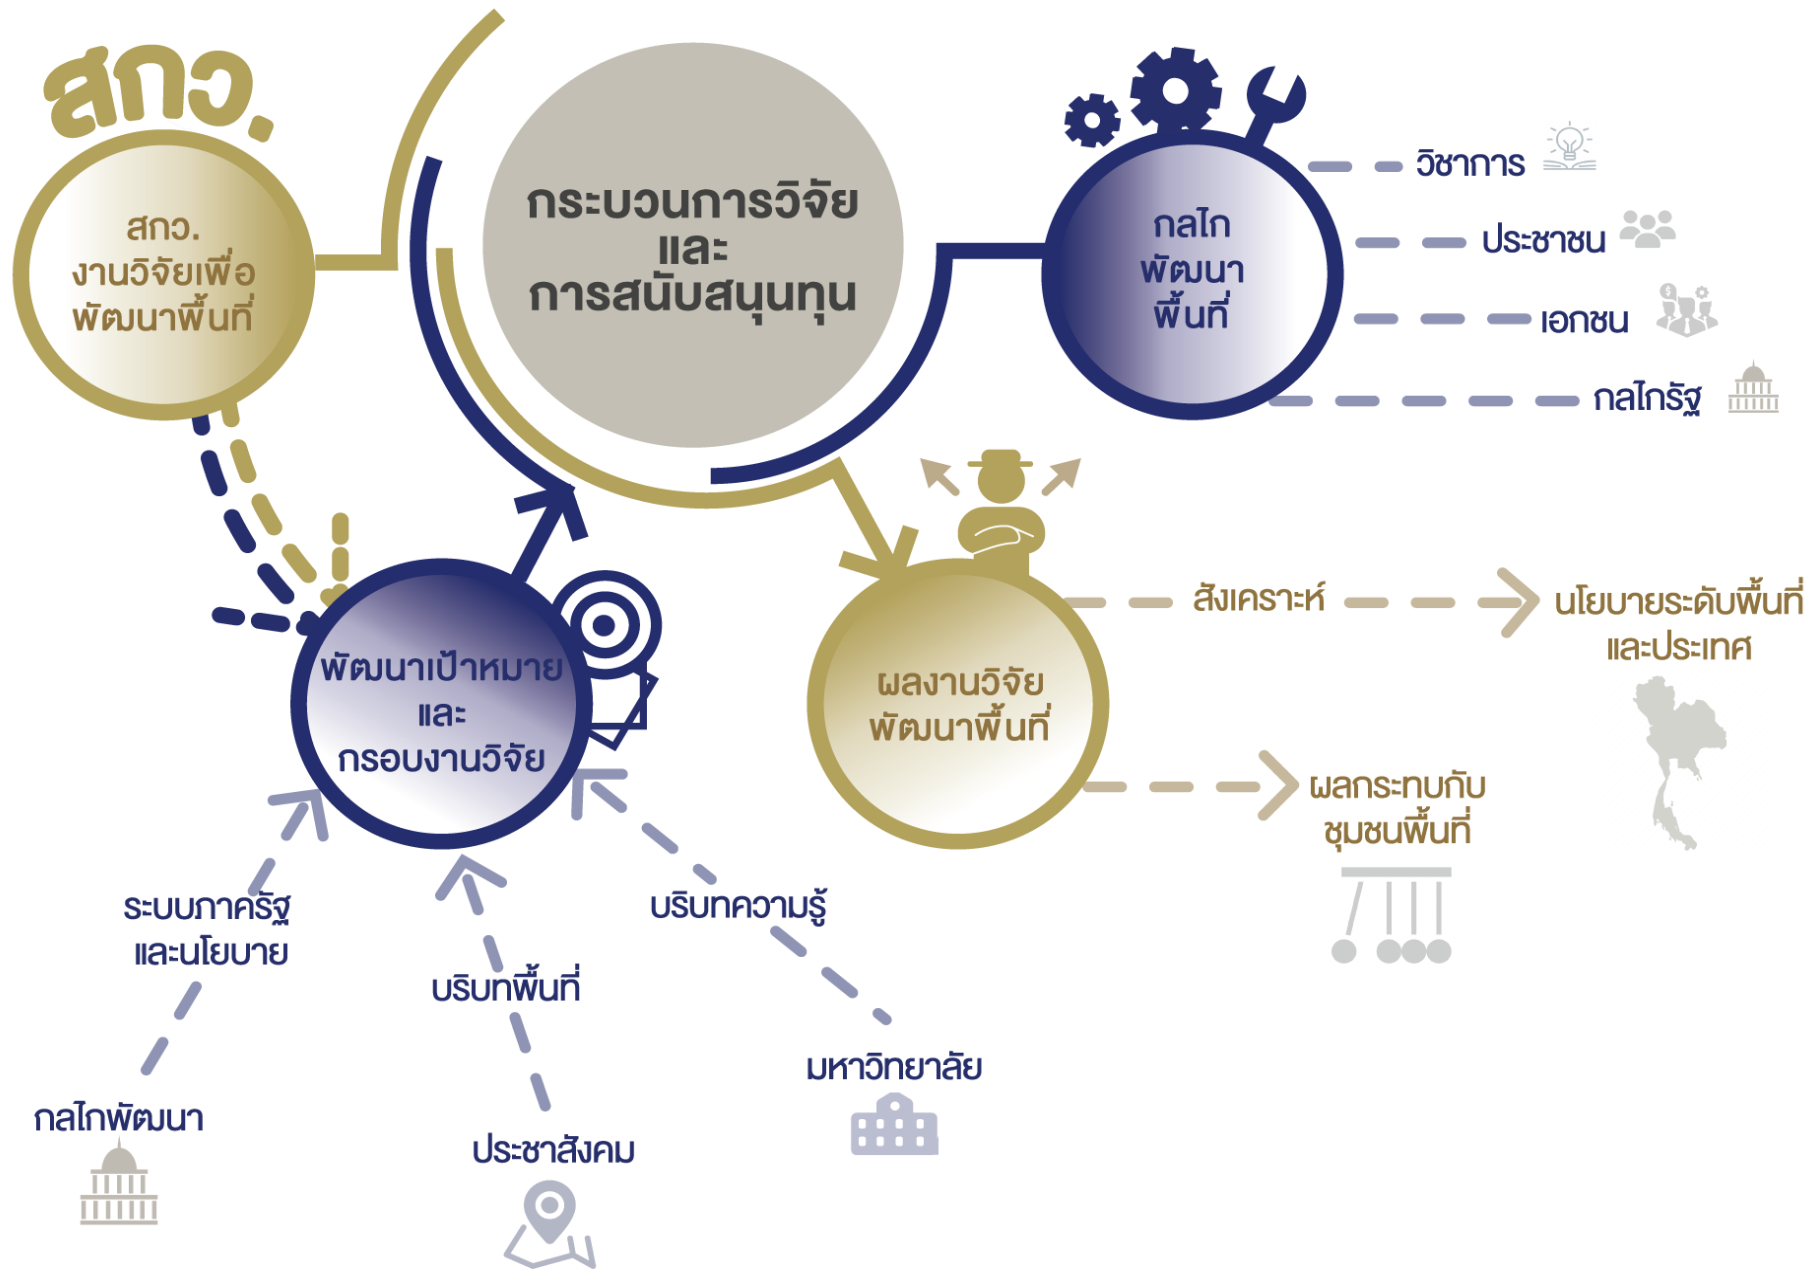 สกว.
สกว.
งานวิจัยเพื่อ
พัฒนาพื้นที่
กระบวนการวิจัย
และ
การสนับสนุนทุน
กลไก
พัฒนา
พื้นที่
วิชาการ
ประชาชน
เอกชน
กลไกรัฐ
พัฒนาเป้าหมาย
และ
กรอบงานวิจัย
ผลงานวิจัย
พัฒนาพื้นที่
สังเคราะห์
นโยบายระดับพื้นที่
และประเทศ
ผลกระทบกับ
ชุมชนพื้นที่
ระบบภาครัฐ
และนโยบาย
บริบทพื้นที่
บริบทความรู้
กลไกพัฒนา
ประชาสังคม
มหาวิทยาลัย